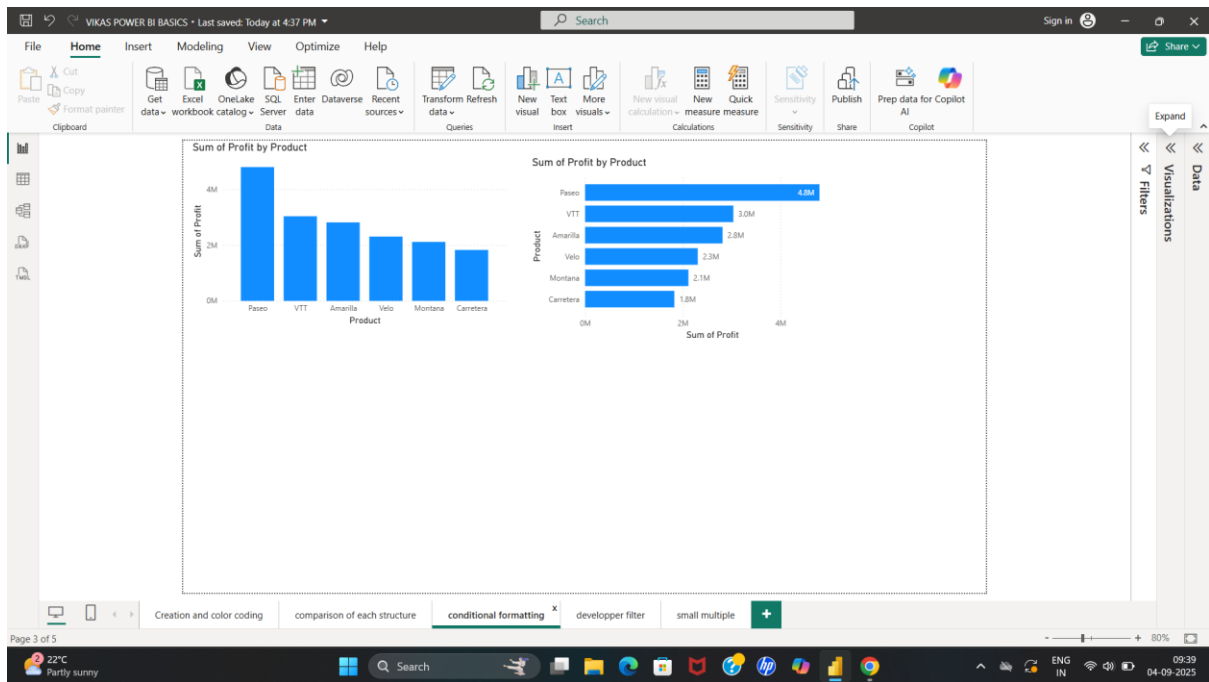 VIKAS POWER BI BASICS • Last saved: Today at 4:37 PM
Search
Sign in
File Home Insert Modeling View Optimize Help
Share
Paste
Cut
Copy
Format painter
Clipboard
Get data
Excel workbook
OneLake catalog
SQL Server
Enter data
Dataverse
Recent sources
Data
Transform data
Refresh
Queries
New visual
Text box
More visuals
Insert
New visual calculation
New measure
Quick measure
Calculations
Sensitivity
Sensitivity
Publish
Share
Prep data for AI
Copilot
Copilot
Expand
Sum of Profit by Product
4M
2M
0M
Sum of Profit
Paseo VTT Amarilla Velo Montana Carretera
Product
Sum of Profit by Product
Product
Paseo 4.8M
VTT 3.0M
Amarilla 2.8M
Velo 2.3M
Montana 2.1M
Carretera 1.8M
0M 2M 4M
Sum of Profit
Filters
Visualizations
Data
Creation and color coding
comparison of each structure
conditional formatting x
developper filter
small multiple
+
Page 3 of 5
- + 80%
2
22°C
Partly sunny
Search
ENG
IN
09:39
04-09-2025